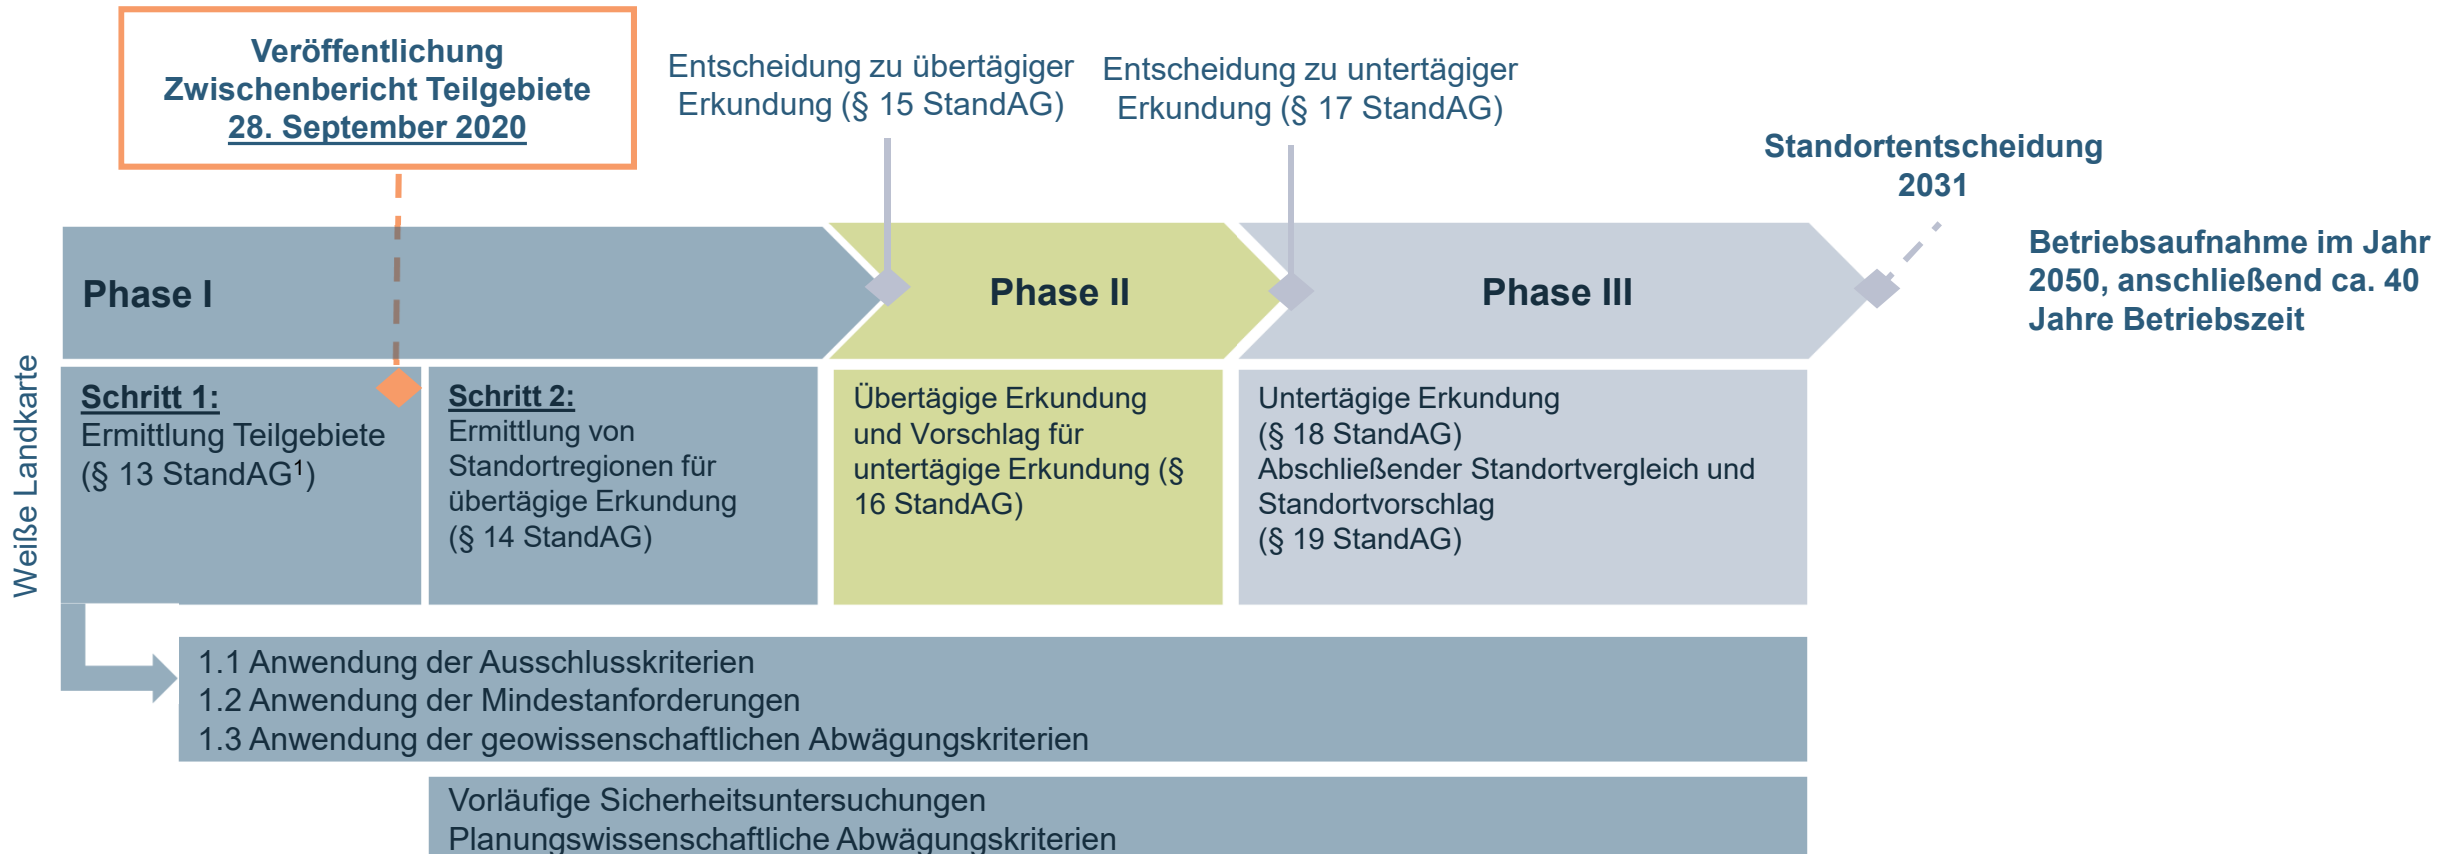 Veröffentlichung
Zwischenbericht Teilgebiete
28. September 2020
Entscheidung zu übertägiger
Erkundung (§ 15 StandAG)
Entscheidung zu untertägiger
Erkundung (§ 17 StandAG)
Standortentscheidung
2031
Betriebsaufnahme im Jahr
2050, anschließend ca. 40
Jahre Betriebszeit
Phase I
Phase II
Phase III
Weiße Landkarte
Schritt 1:
Ermittlung Teilgebiete
(§ 13 StandAG¹)
Schritt 2:
Ermittlung von
Standortregionen für
übertägige Erkundung
(§ 14 StandAG)
Übertägige Erkundung
und Vorschlag für
untertägige Erkundung (§
16 StandAG)
Untertägige Erkundung
(§ 18 StandAG)
Abschließender Standortvergleich und
Standortvorschlag
(§ 19 StandAG)
1.1 Anwendung der Ausschlusskriterien
1.2 Anwendung der Mindestanforderungen
1.3 Anwendung der geowissenschaftlichen Abwägungskriterien
Vorläufige Sicherheitsuntersuchungen
Planungswissenschaftliche Abwägungskriterien